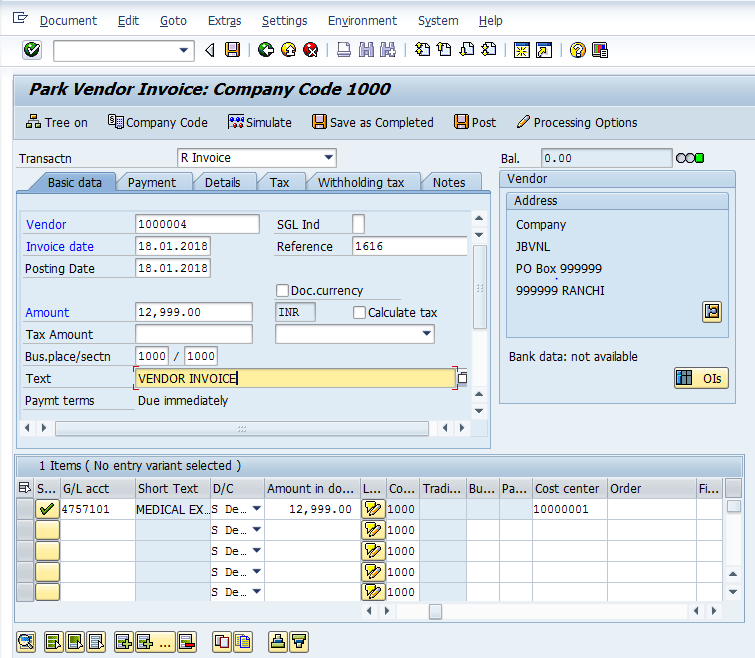 Document Edit Goto Extras Settings Environment System Help
Park Vendor Invoice: Company Code 1000
Tree on Company Code Simulate Save as Completed Post Processing Options
Transactn R Invoice Bal. 0.00
Basic data Payment Details Tax Withholding tax Notes
Vendor 1000004 SGL Ind
Invoice date 18.01.2018 Reference 1616
Posting Date 18.01.2018
Doc.currency
Amount 12,999.00 INR Calculate tax
Tax Amount
Bus.place/sectn 1000 / 1000
Text VENDOR INVOICE
Paymt terms Due immediately
Vendor
Address
Company
JBVNL
PO Box 999999
999999 RANCHI
Bank data: not available
OIs
1 Items ( No entry variant selected )
S... G/L acct Short Text D/C Amount in do... L... Co... Tradi... Bu... Pa... Cost center Order Fi...
4757101 MEDICAL EX... S De... 12,999.00 1000 10000001
S De... 1000
S De... 1000
S De... 1000
S De... 1000
...